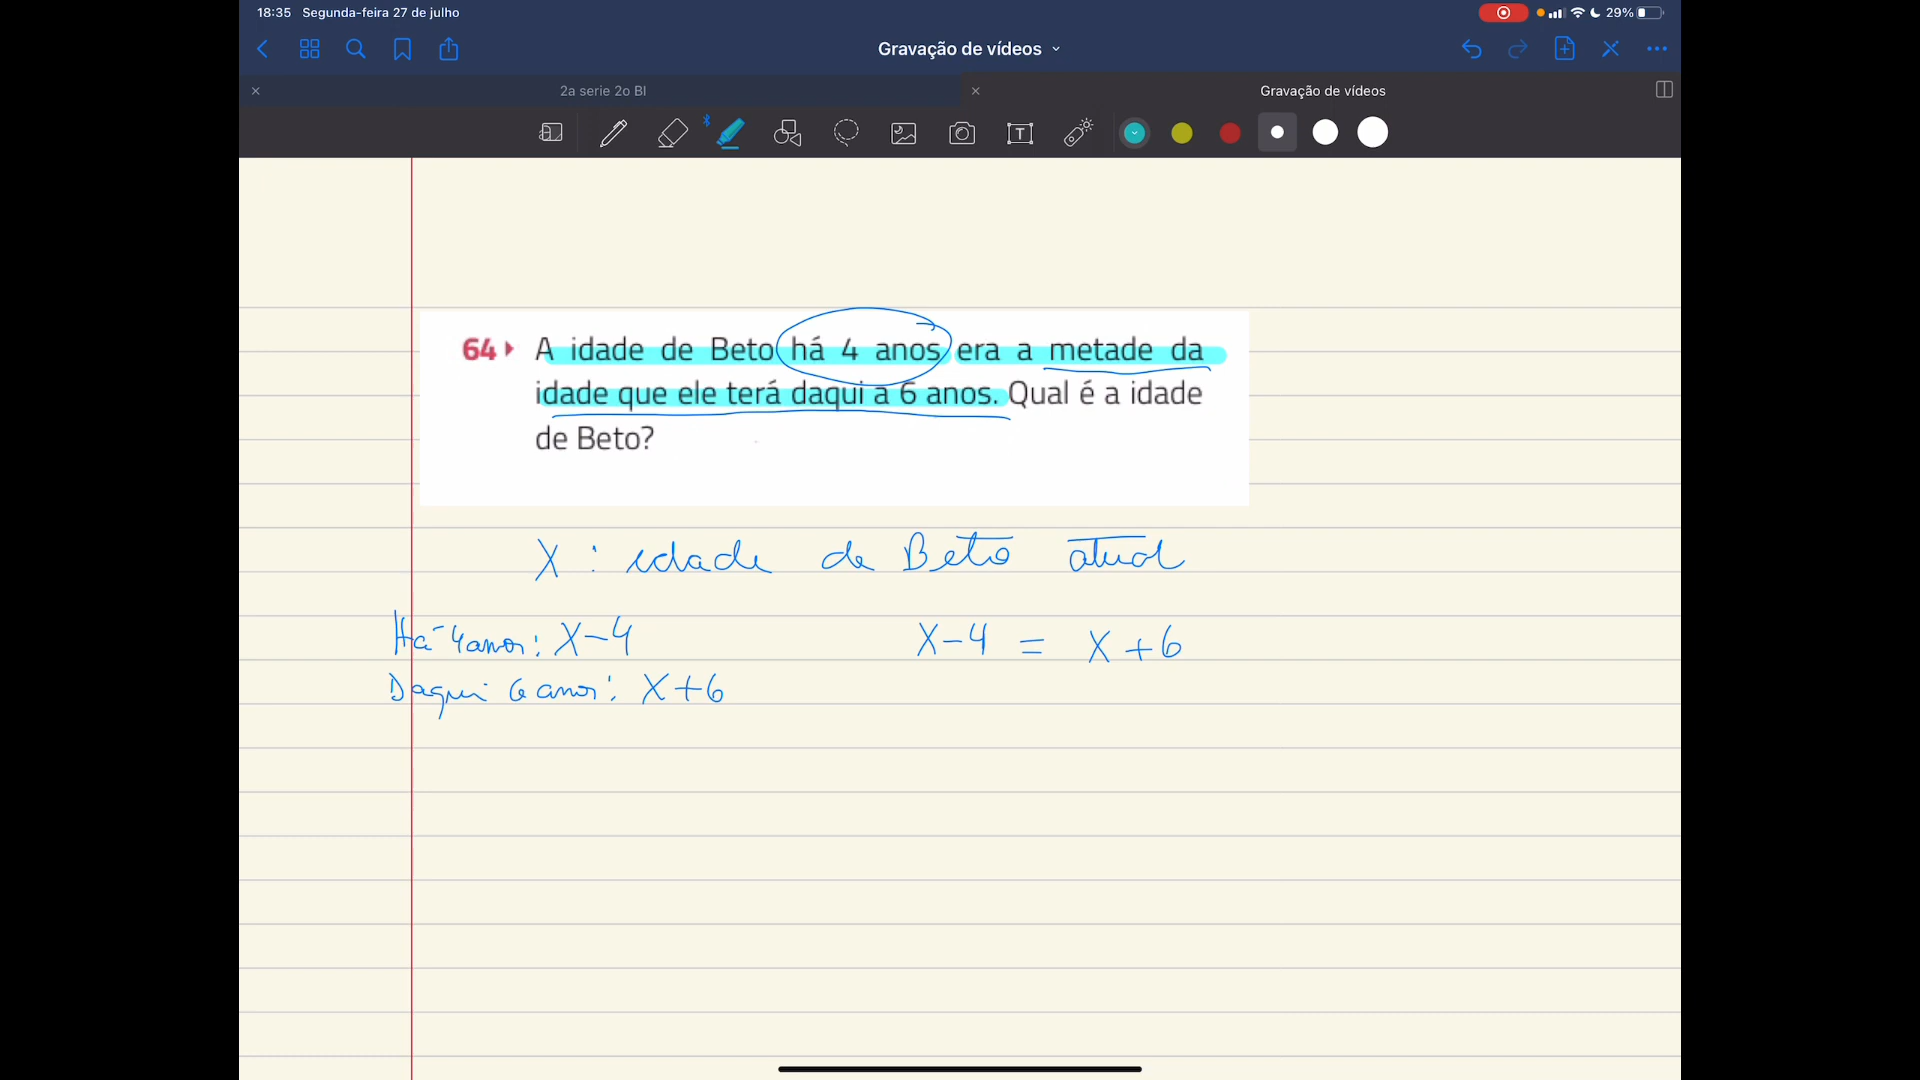 18:35 Segunda-feira 27 de julho
29%
Gravação de vídeos
2a serie 2o BI
Gravação de vídeos
64 A idade de Beto há 4 anos era a metade da
idade que ele terá daqui a 6 anos. Qual é a idade
de Beto?
X : idade de Beto atual
Há 4 anos: X-4
X-4 = X+6
Daqui 6 anos: X+6